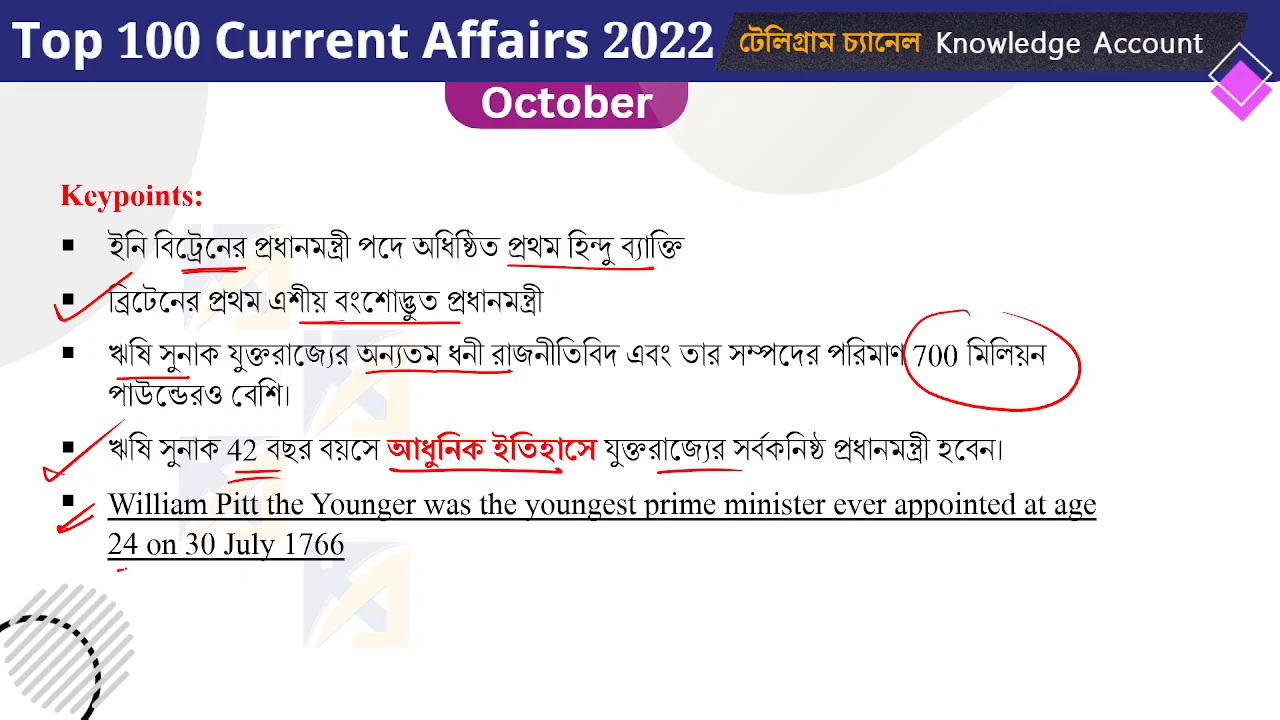 Top 100 Current Affairs 2022 টেলিগ্রাম চ্যানেল Knowledge Account
October
Keypoints:
ইনি বিট্রেনের প্রধানমন্ত্রী পদে অধিষ্ঠিত প্রথম হিন্দু ব্যাক্তি
ব্রিটেনের প্রথম এশীয় বংশোদ্ভুত প্রধানমন্ত্রী
ঋষি সুনাক যুক্তরাজ্যের অন্যতম ধনী রাজনীতিবিদ এবং তার সম্পদের পরিমাণ 700 মিলিয়ন
পাউন্ডেরও বেশি।
ঋষি সুনাক 42 বছর বয়সে আধুনিক ইতিহাসে যুক্তরাজ্যের সর্বকনিষ্ঠ প্রধানমন্ত্রী হবেন।
William Pitt the Younger was the youngest prime minister ever appointed at age
24 on 30 July 1766